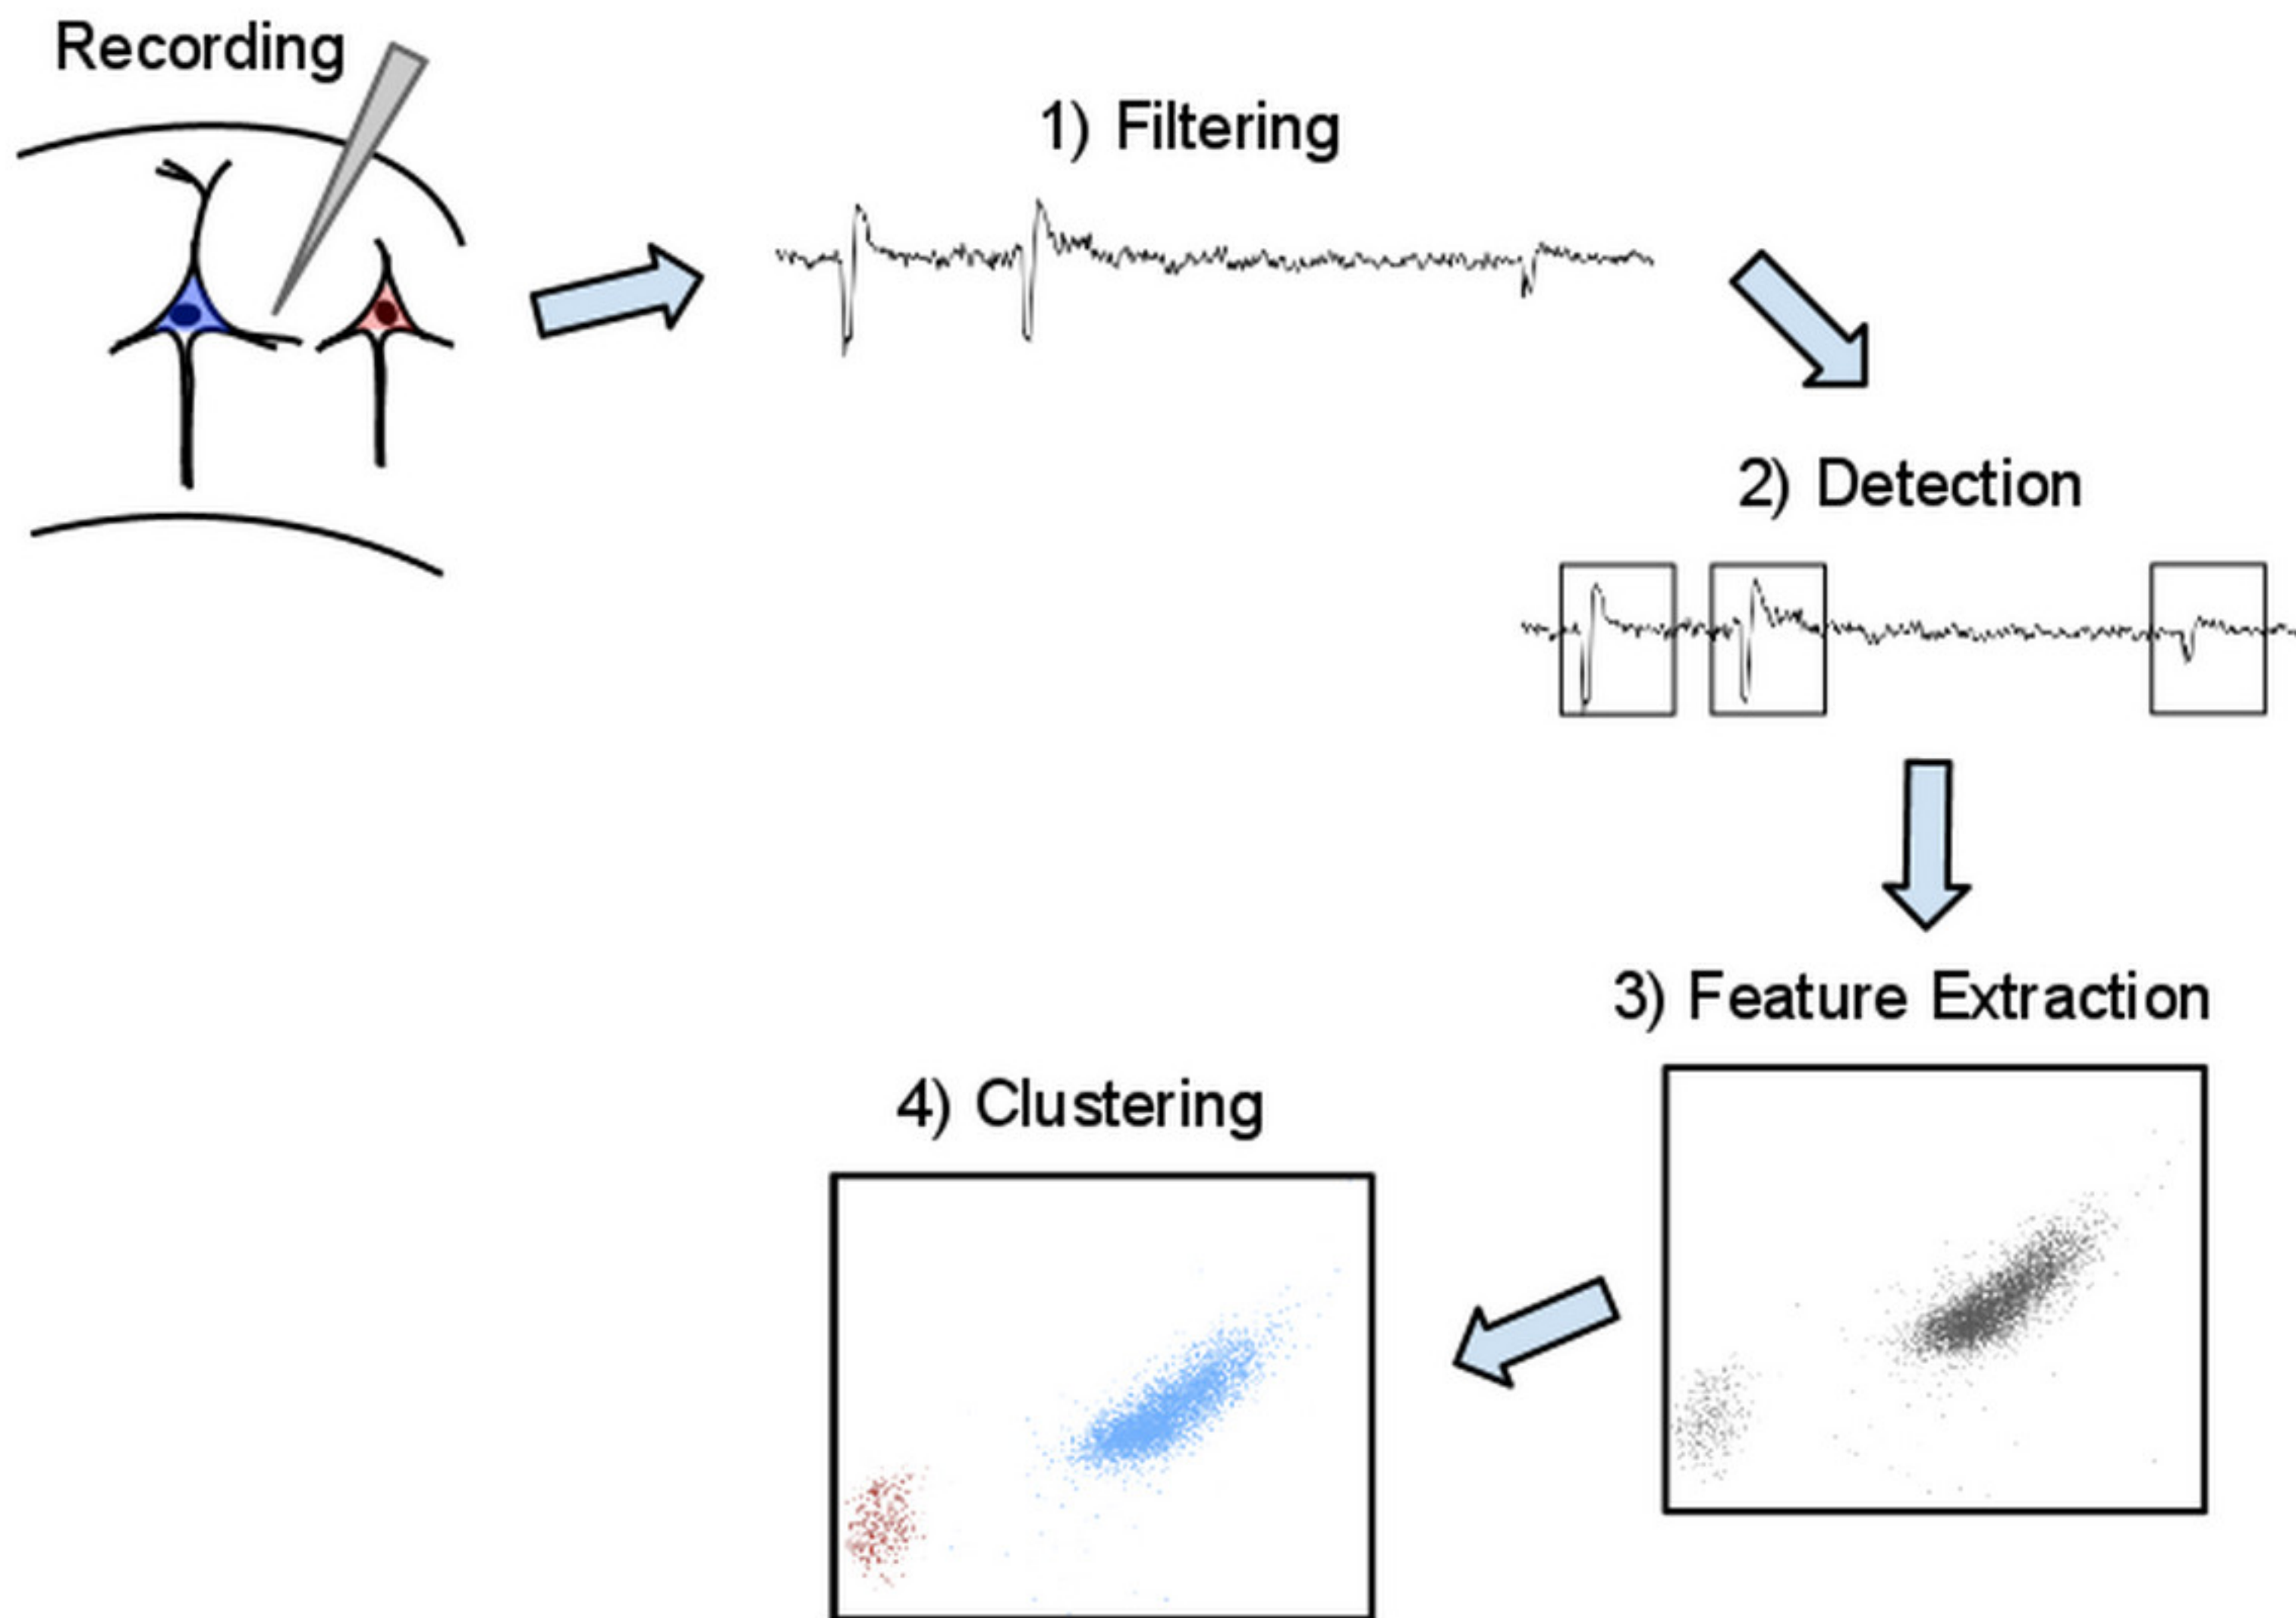 Recording
1) Filtering
2) Detection
3) Feature Extraction
4) Clustering